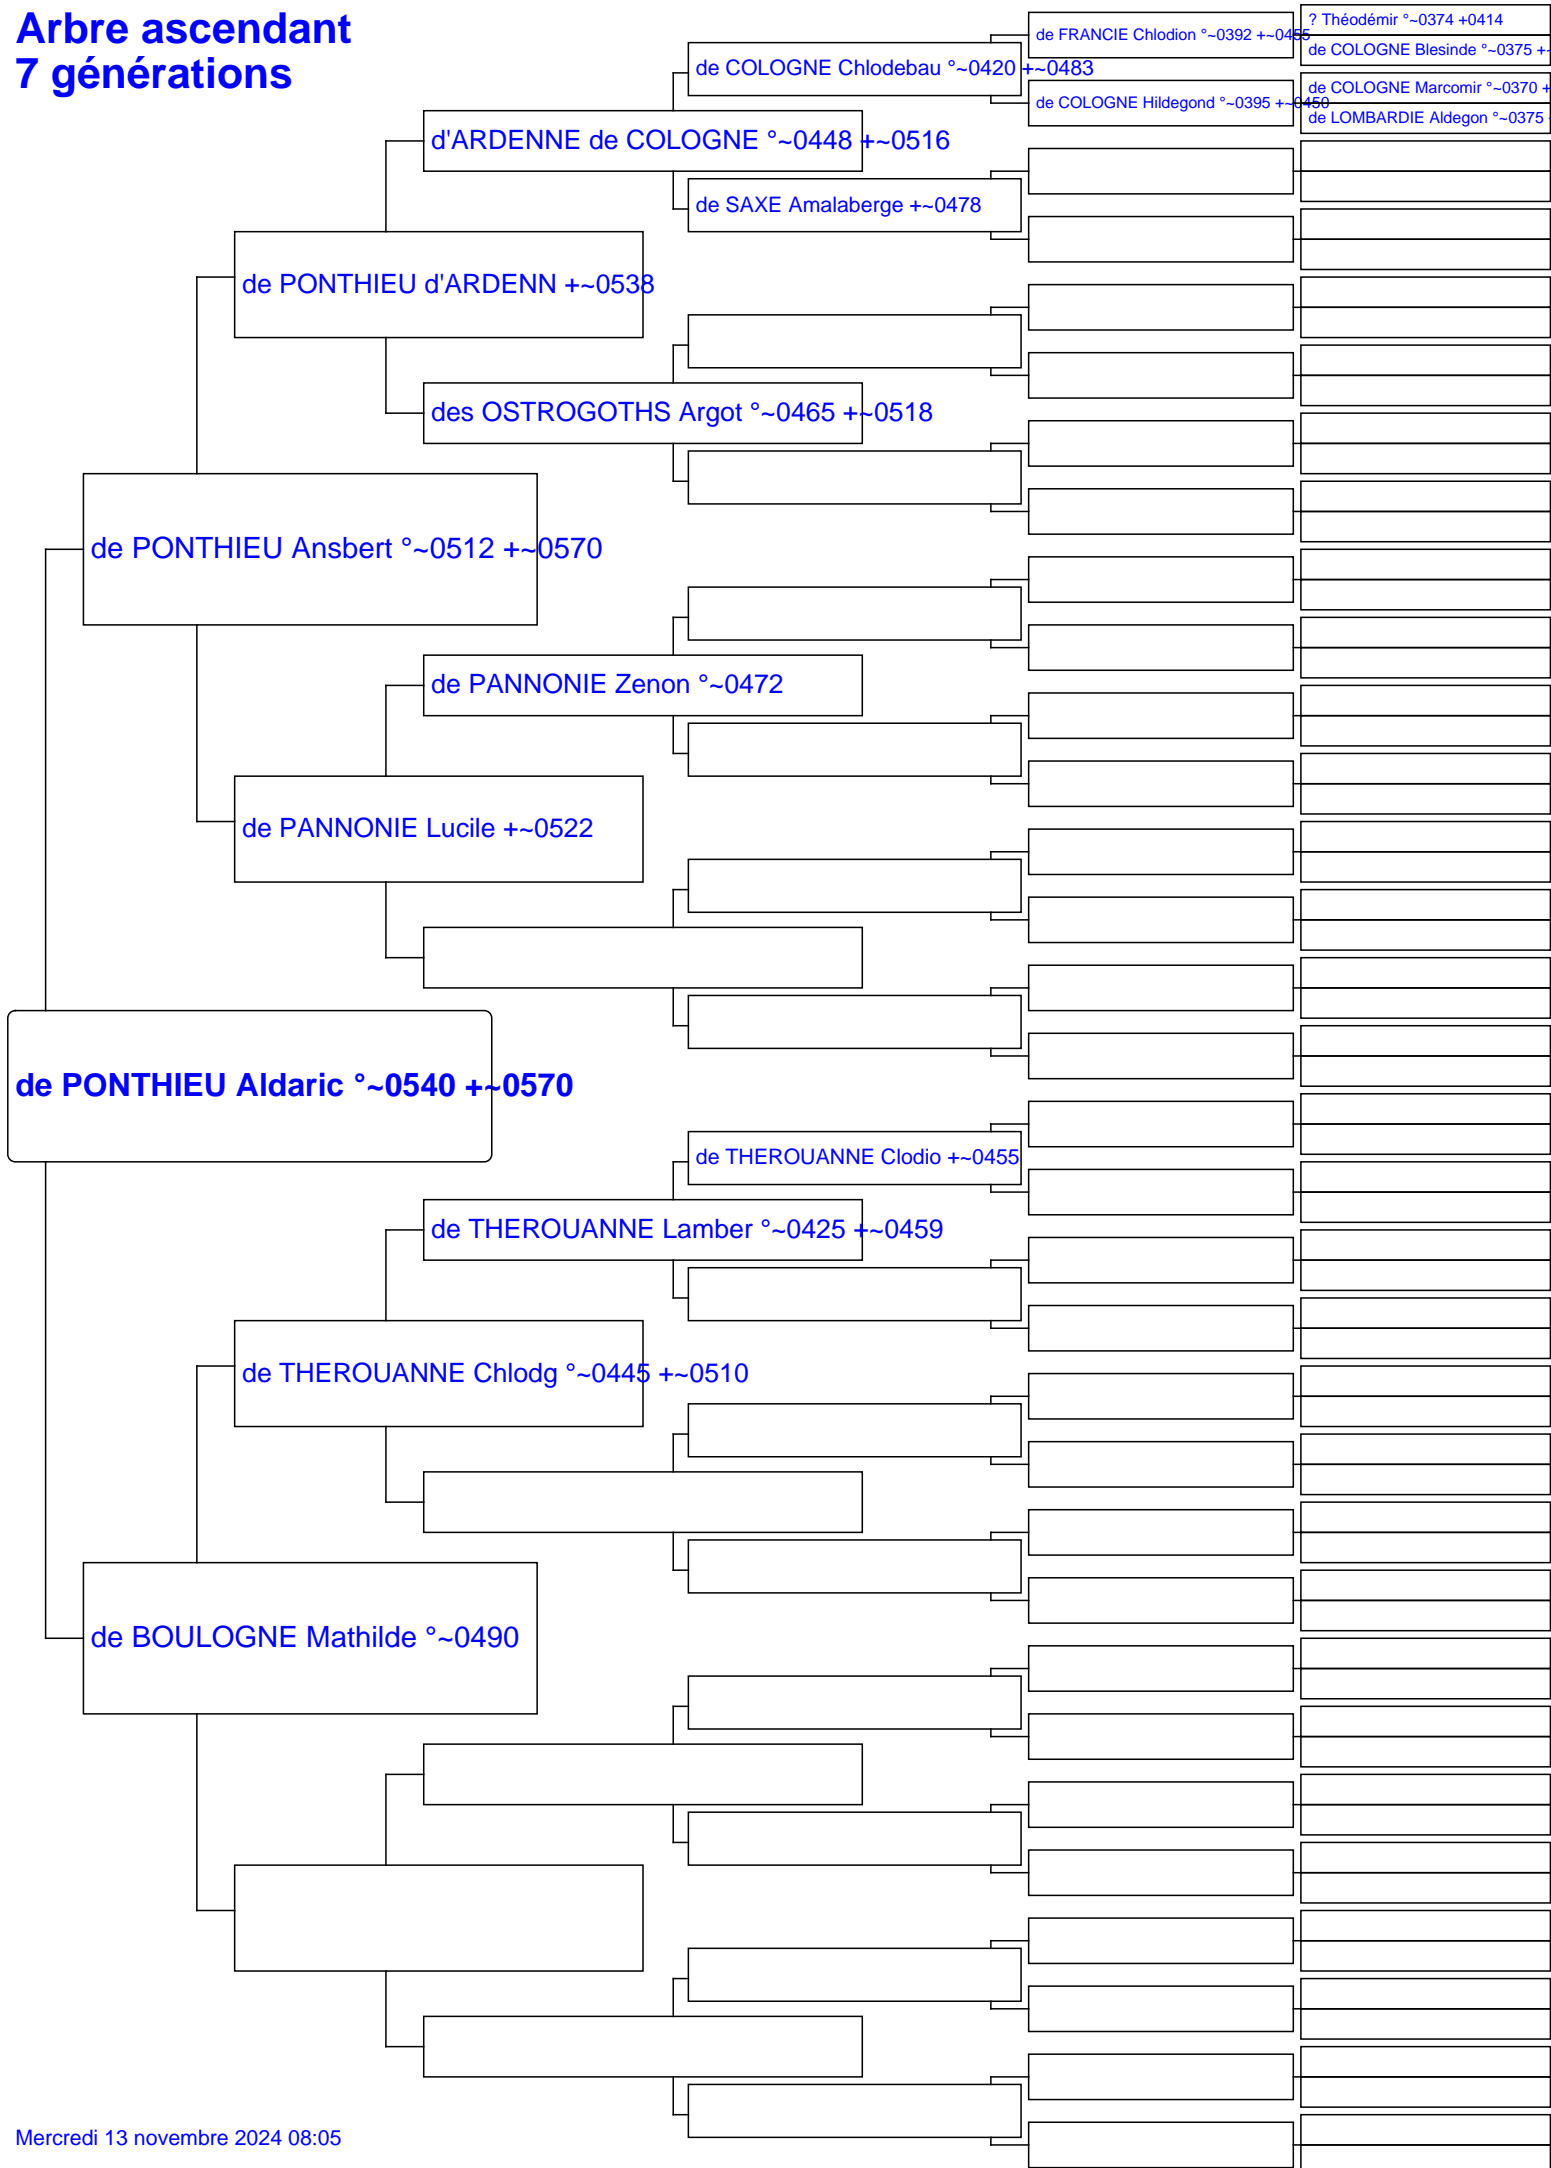 Arbre ascendant
7 générations
? Théodémir °~0374 +0414
de FRANCIE Chlodion °~0392 +~0455
de COLOGNE Blesinde °~0375 +~
de COLOGNE Chlodebau °~0420 +~0483
de COLOGNE Marcomir °~0370 +
de COLOGNE Hildegond °~0395 +~0450
de LOMBARDIE Aldegon °~0375
d'ARDENNE de COLOGNE °~0448 +~0516
de SAXE Amalaberge +~0478
de PONTHIEU d'ARDENN +~0538
des OSTROGOTHS Argot °~0465 +~0518
de PONTHIEU Ansbert °~0512 +~0570
de PANNONIE Zenon °~0472
de PANNONIE Lucile +~0522
de PONTHIEU Aldaric °~0540 +~0570
de THEROUANNE Clodio +~0455
de THEROUANNE Lamber °~0425 +~0459
de THEROUANNE Chlodg °~0445 +~0510
de BOULOGNE Mathilde °~0490
Mercredi 13 novembre 2024 08:05